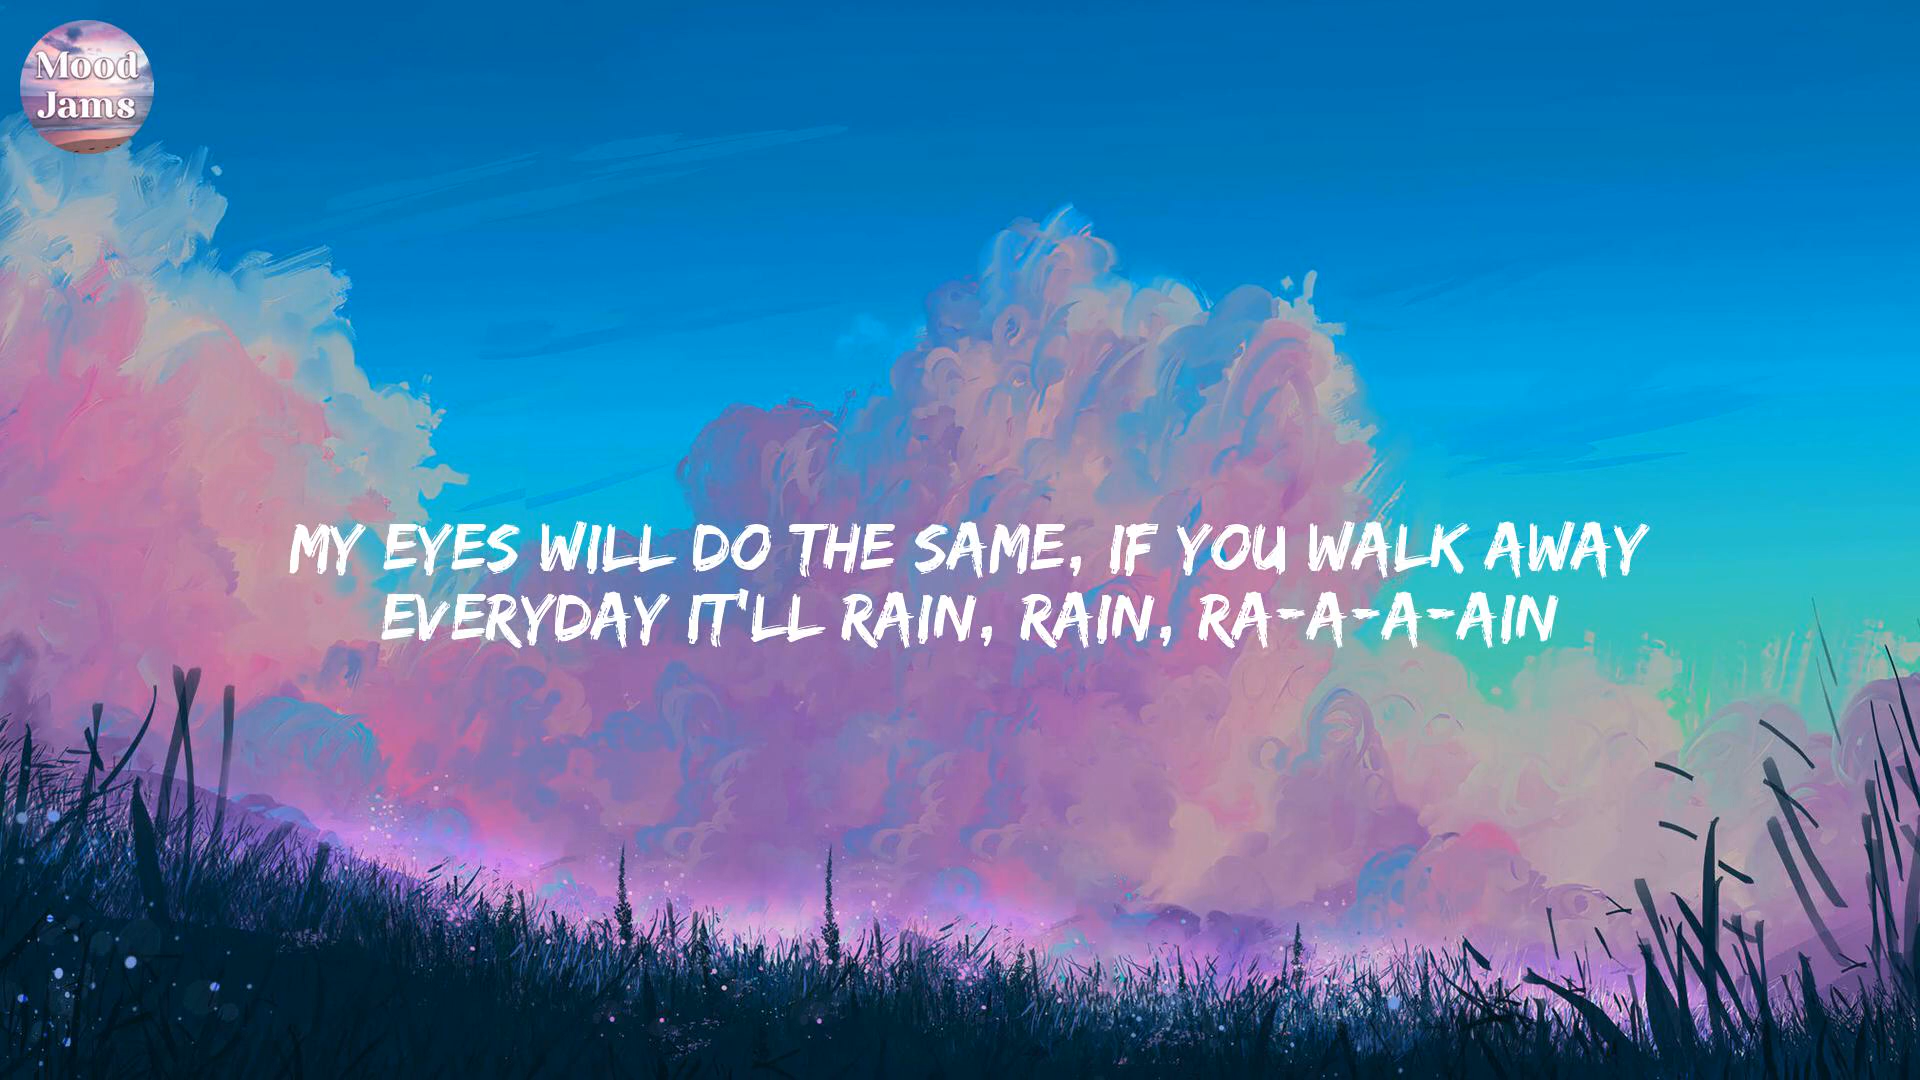 Mood
Jams
MY EYES WILL DO THE SAME, IF YOU WALK AWAY
EVERYDAY IT'LL RAIN, RAIN, RA-A-A-AIN